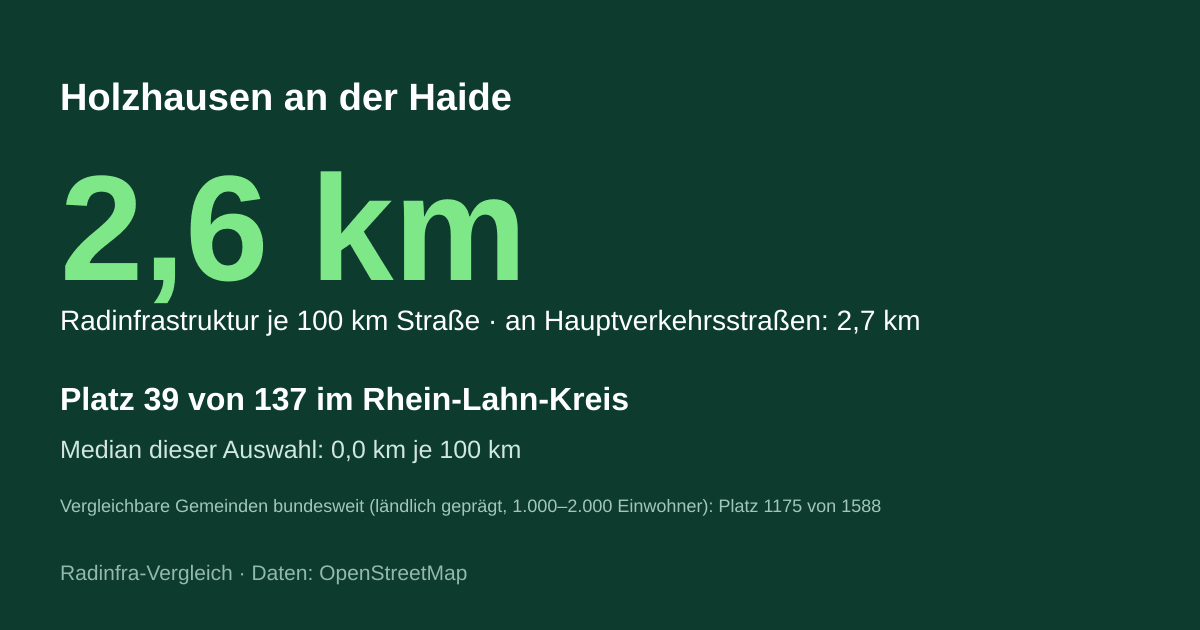 Holzhausen an der Haide
2,6 km
Radinfrastruktur je 100 km Straße · an Hauptverkehrsstraßen: 2,7 km
Platz 39 von 137 im Rhein-Lahn-Kreis
Median dieser Auswahl: 0,0 km je 100 km
Vergleichbare Gemeinden bundesweit (ländlich geprägt, 1.000–2.000 Einwohner): Platz 1175 von 1588
Radinfra-Vergleich · Daten: OpenStreetMap